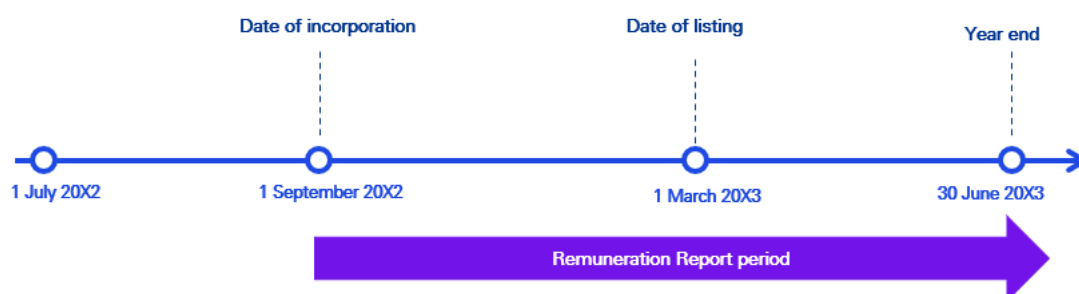 Date of incorporation
Date of listing
Year end
1 July 20X2
1 September 20X2
1 March 20X3
30 June 20X3
Remuneration Report period